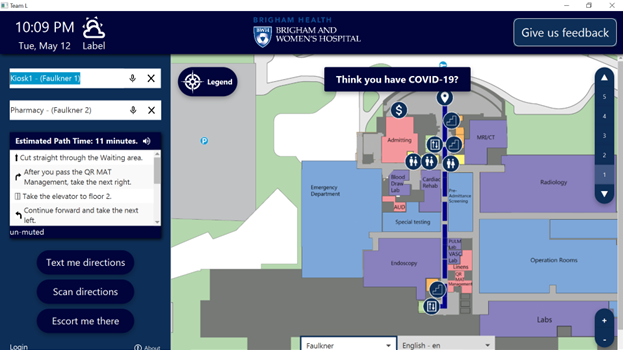 Team L
10:09 PM
Tue, May 12
Label
BRIGHAM HEALTH
BWH
BRIGHAM AND
WOMEN'S HOSPITAL
Give us feedback
Kiosk1 - (Faulkner 1)
Pharmacy - (Faulkner 2)
Estimated Path Time: 11 minutes.
Cut straight through the Waiting area.
After you pass the QR MAT
Management, take the next right.
Take the elevator to floor 2.
Continue forward and take the next
left.
un-muted
Text me directions
Scan directions
Escort me there
Login
About
Legend
Think you have COVID-19?
5
4
3
2
1
$
P
Admitting
MRI/CT
Emergency
Department
Blood
Draw
Lab
Cardiac
Rehab
Pre-
Admittance
Screening
Radiology
AUD
Special testing
Endoscopy
PULM
Lab
VASC
Lab
Linens
QR
MAT
Management
Operation Rooms
Labs
Faulkner
English - en
+
-